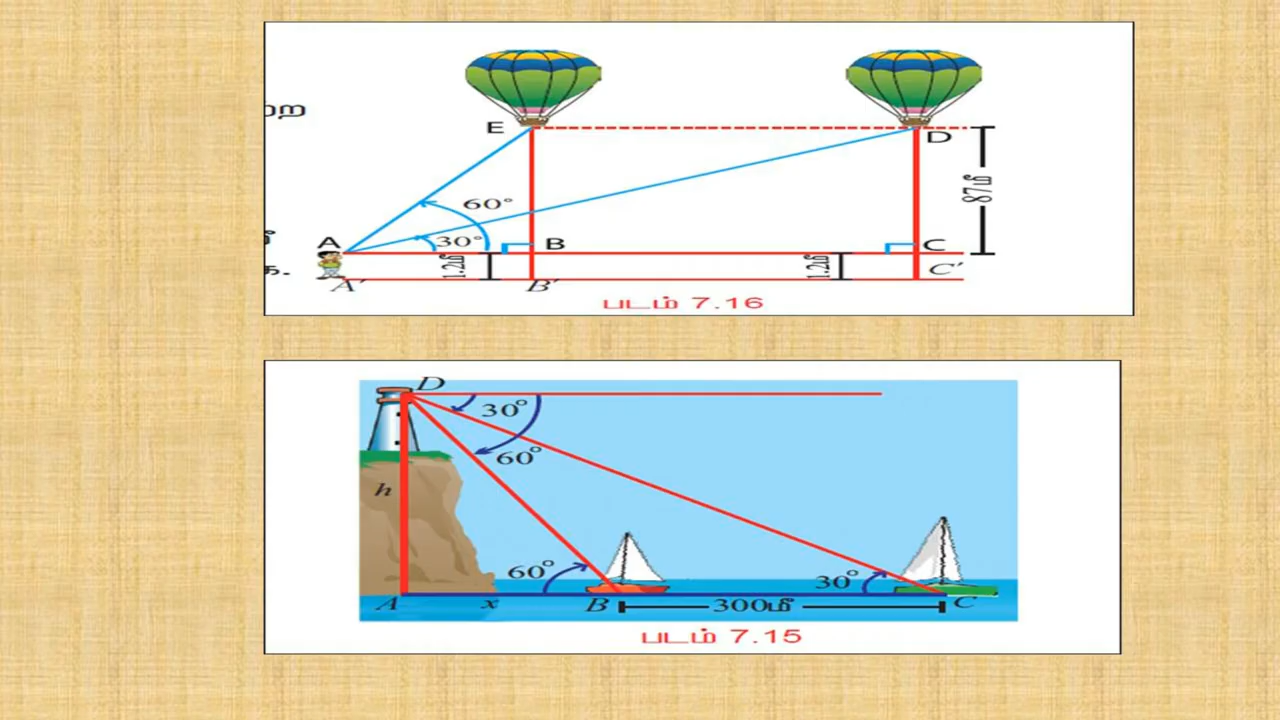 ாற
E
D
87மீ
60°
A
30°
B
C
1.2மீ
1.2மீ
C′
A′
B′
படம் 7.16
D
30°
60°
h
60°
30°
A
x
B
300மீ
C
படம் 7.15